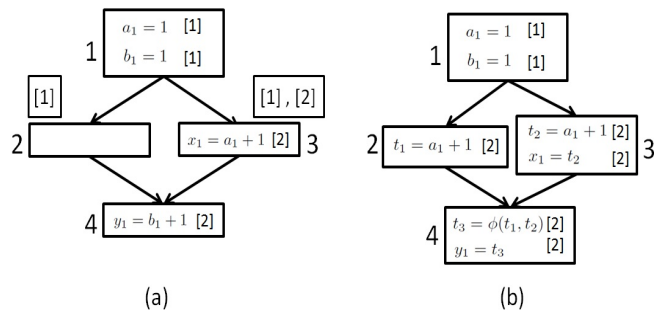 1
a₁ = 1 [1]
b₁ = 1 [1]
[1]
[1] , [2]
2
x₁ = a₁ + 1 [2]
3
4
y₁ = b₁ + 1 [2]
(a)
1
a₁ = 1 [1]
b₁ = 1 [1]
2
t₁ = a₁ + 1 [2]
t₂ = a₁ + 1 [2]
x₁ = t₂ [2]
3
4
t₃ = ϕ(t₁, t₂) [2]
y₁ = t₃ [2]
(b)